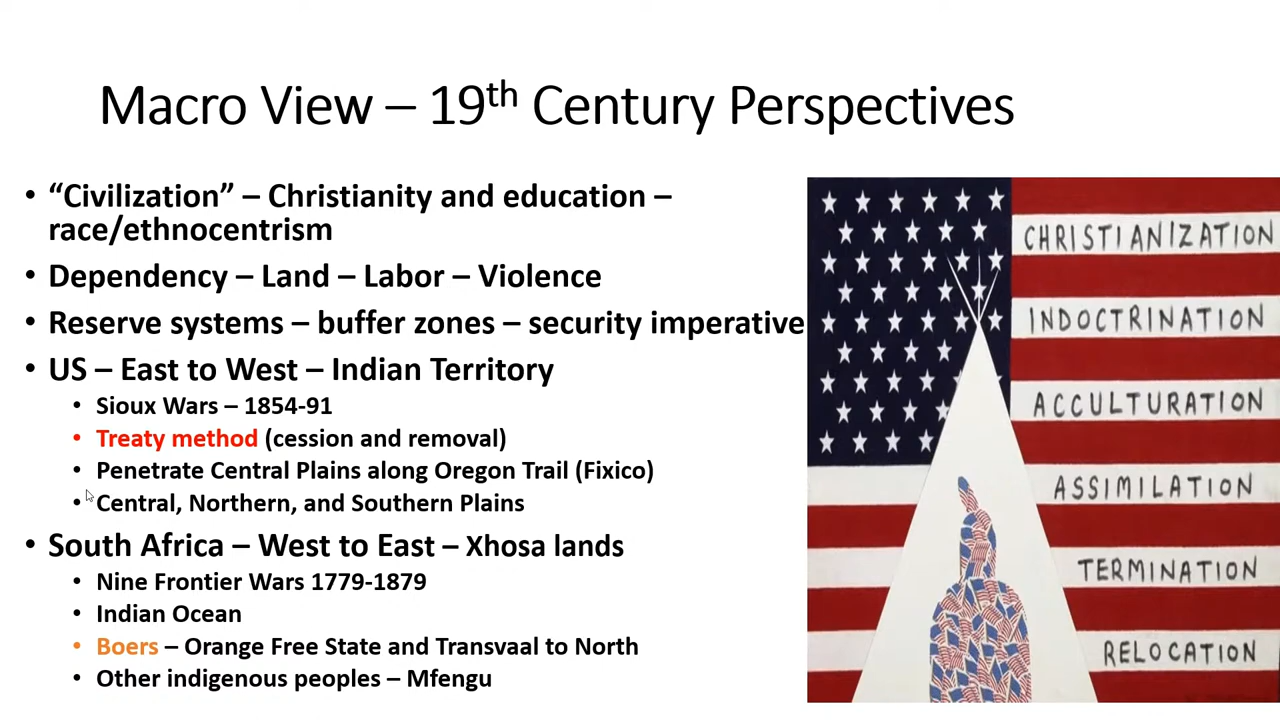 Macro View – 19th Century Perspectives
• “Civilization” – Christianity and education –
race/ethnocentrism
• Dependency – Land – Labor – Violence
• Reserve systems – buffer zones – security imperative
• US – East to West – Indian Territory
• Sioux Wars – 1854-91
• Treaty method (cession and removal)
• Penetrate Central Plains along Oregon Trail (Fixico)
• Central, Northern, and Southern Plains
• South Africa – West to East – Xhosa lands
• Nine Frontier Wars 1779-1879
• Indian Ocean
• Boers – Orange Free State and Transvaal to North
• Other indigenous peoples – Mfengu
CHRISTIANIZATION
INDOCTRINATION
ACCULTURATION
ASSIMILATION
TERMINATION
RELOCATION